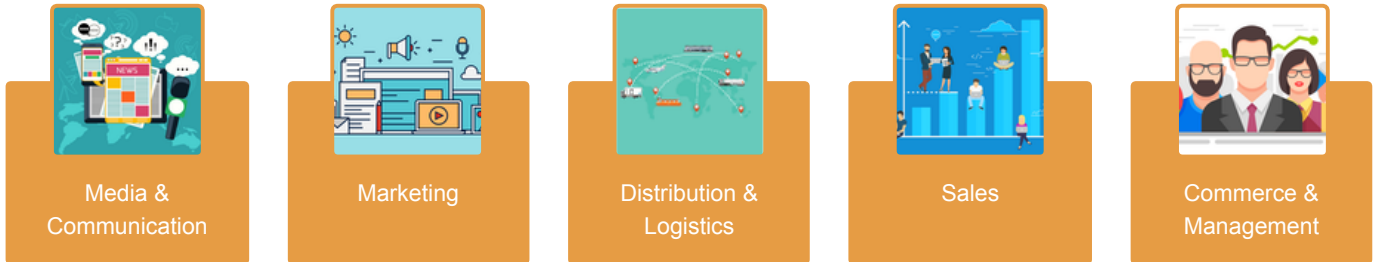 NEWS
Media &
Communication
Marketing
Distribution &
Logistics
Sales
Commerce &
Management